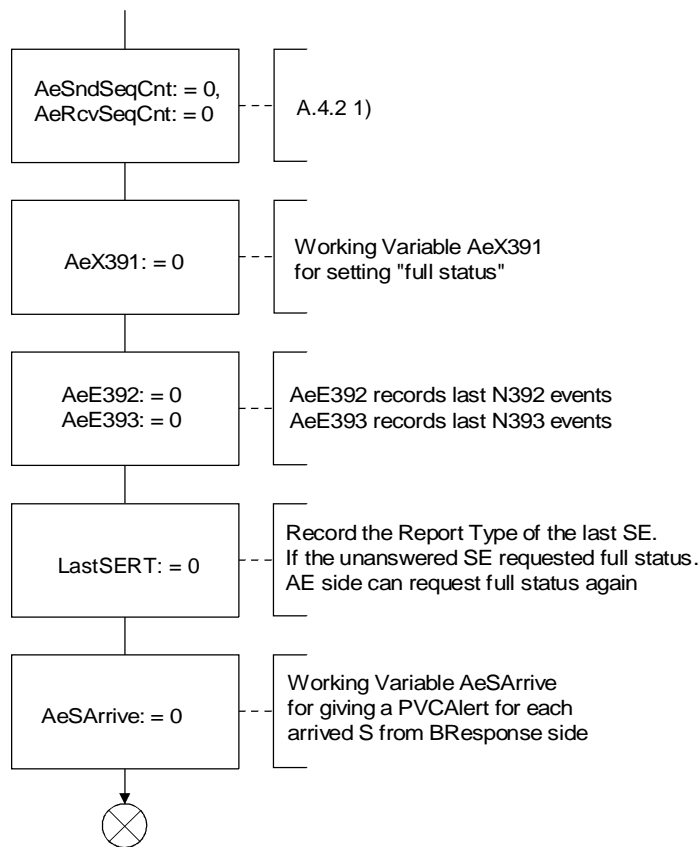 AeSndSeqCnt: = 0,
AeRcvSeqCnt: = 0
A.4.2 1)
AeX391: = 0
Working Variable AeX391
for setting "full status"
AeE392: = 0
AeE393: = 0
AeE392 records last N392 events
AeE393 records last N393 events
LastSERT: = 0
Record the Report Type of the last SE.
If the unanswered SE requested full status.
AE side can request full status again
AeSArrive: = 0
Working Variable AeSArrive
for giving a PVCAlert for each
arrived S from BResponse side